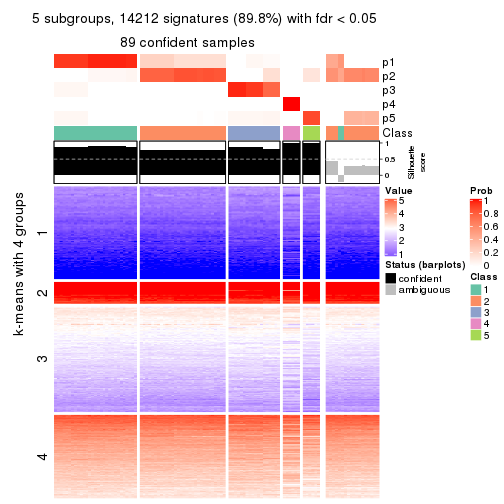 5 subgroups, 14212 signatures (89.8%) with fdr < 0.05
89 confident samples
p1
p2
p3
p4
p5
Class
1
0.5
0
Silhouette
score
k-means with 4 groups
1
2
3
4
Value
5
4
3
2
1
Status (barplots)
confident
ambiguous
Prob
1
0.8
0.6
0.4
0.2
0
Class
1
2
3
4
5